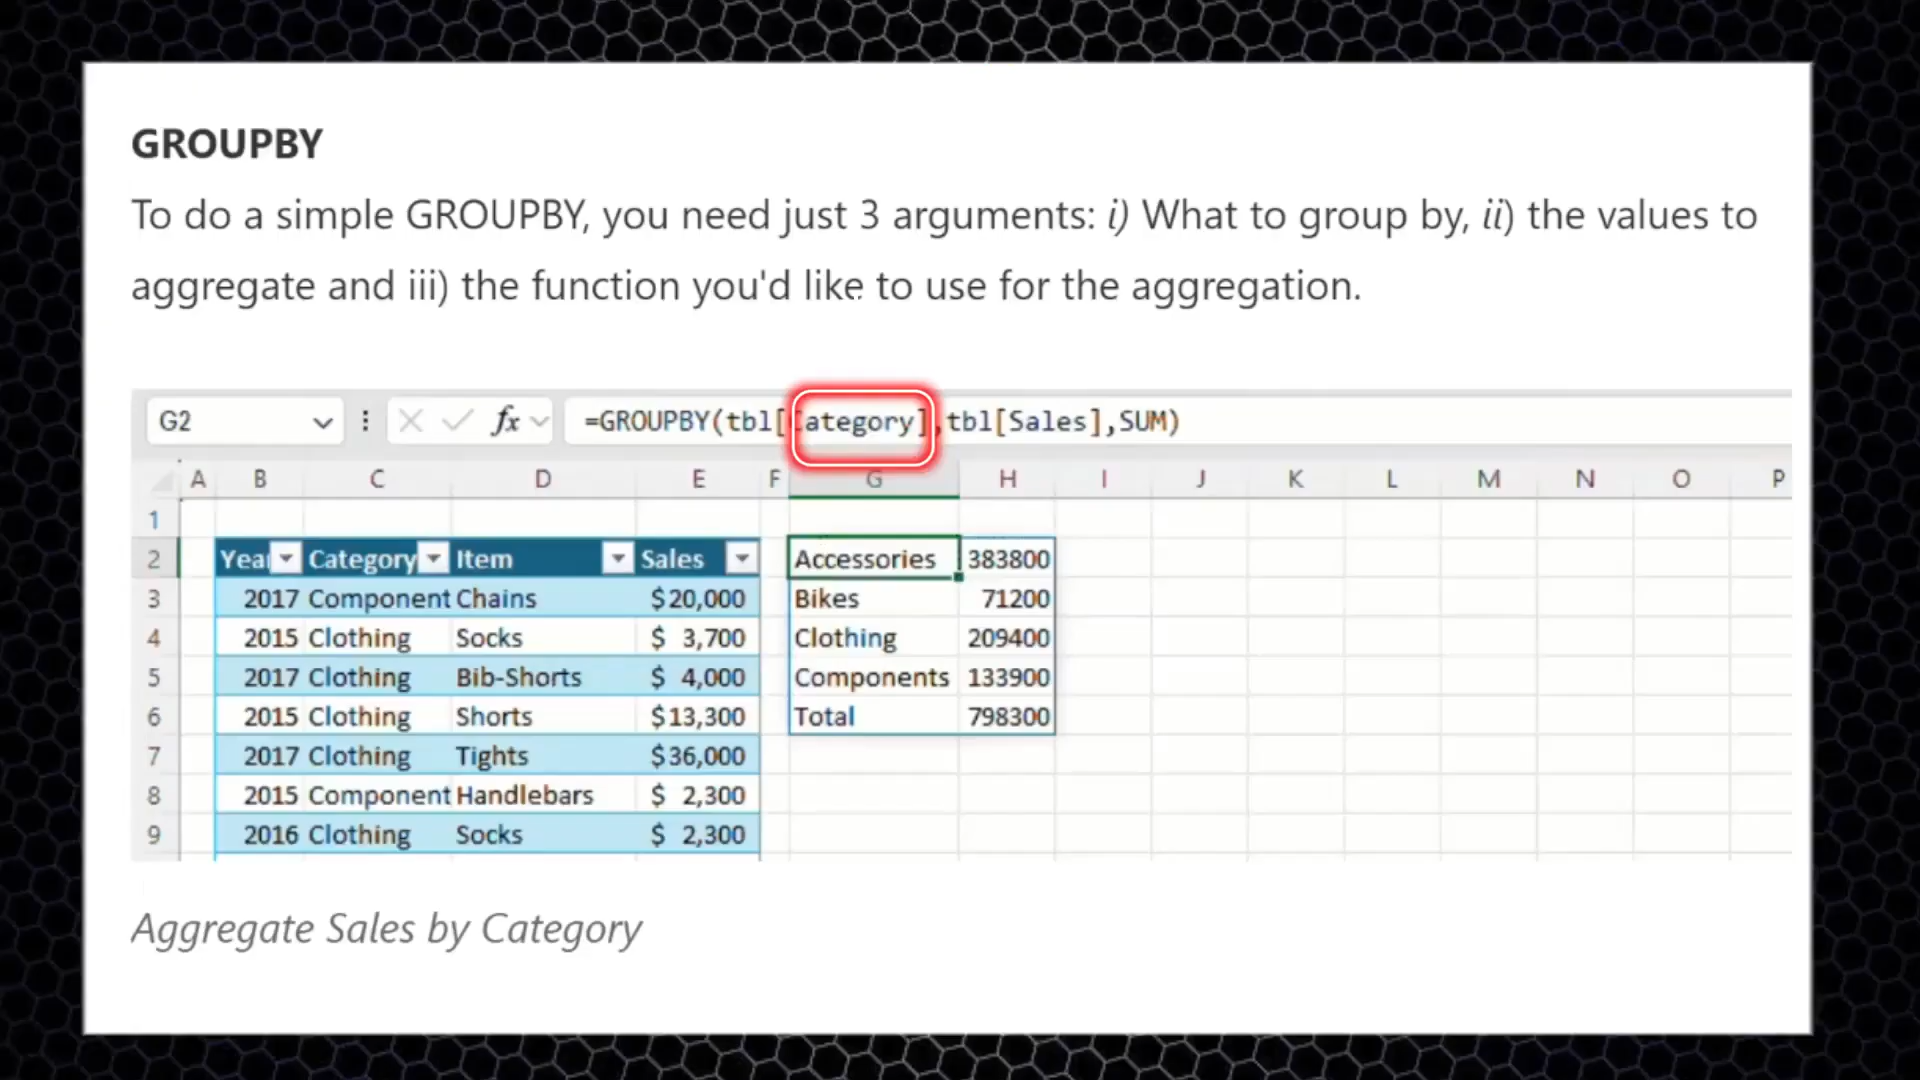 GROUPBY
To do a simple GROUPBY, you need just 3 arguments: i) What to group by, ii) the values to
aggregate and iii) the function you'd like to use for the aggregation.
G2 fx =GROUPBY(tbl[Category],tbl[Sales],SUM)
A B C D E F G H I J K L M N O P
1
2 Year Category Item Sales Accessories 383800
3 2017 Component Chains $20,000 Bikes 71200
4 2015 Clothing Socks $ 3,700 Clothing 209400
5 2017 Clothing Bib-Shorts $ 4,000 Components 133900
6 2015 Clothing Shorts $13,300 Total 798300
7 2017 Clothing Tights $36,000
8 2015 Component Handlebars $ 2,300
9 2016 Clothing Socks $ 2,300
Aggregate Sales by Category